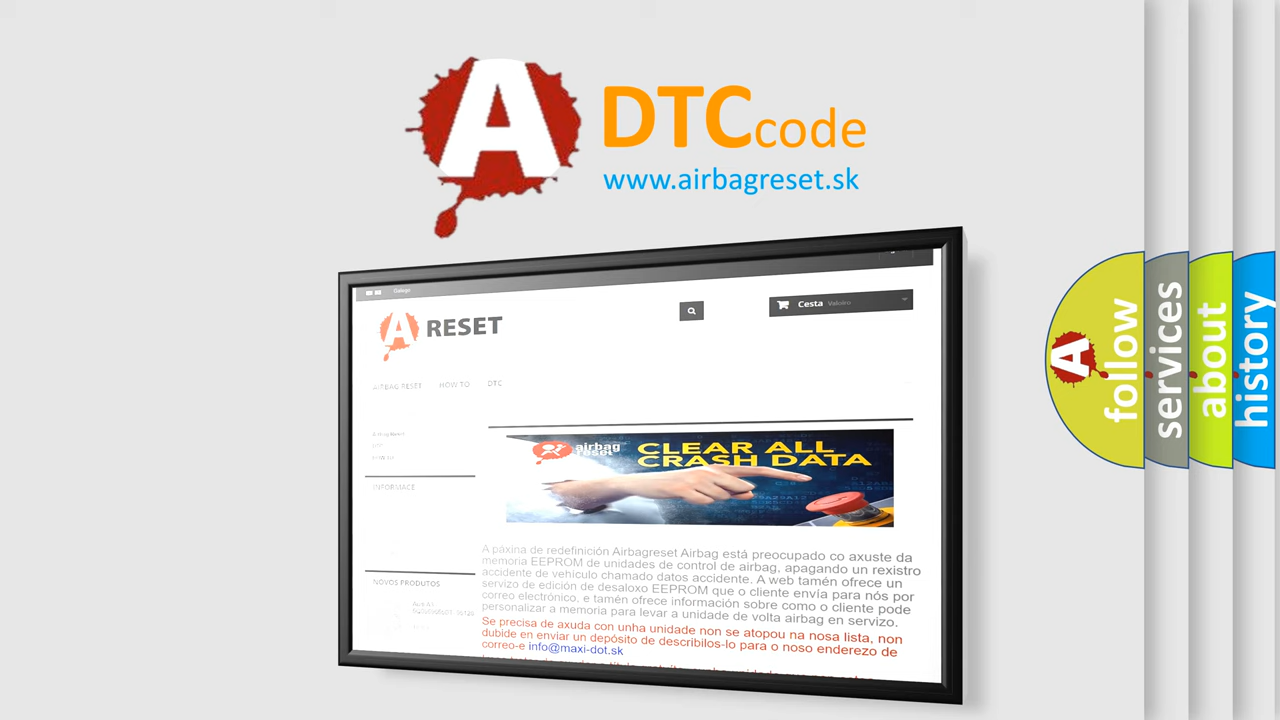 A
DTC code
www.airbagreset.sk
Galego
A RESET
Cesta Valeiro
AIRBAG RESET HOW TO DTC
INFORMACE
airbag
reset
CLEAR ALL
CRASH DATA
A páxina de redefinición Airbagreset Airbag está preocupado co axuste da
memoria EEPROM de unidades de control de airbag, apagando un rexistro
accidente de vehículo chamado datos accidente. A web tamén ofrece un
servizo de edición de desaloxo EEPROM que o cliente envía para nós por
correo electrónico, e tamén ofrece información sobre como o cliente pode
personalizar a memoria para levar a unidade de volta airbag en servizo.
Se precisa de axuda con unha unidade non se atopou na nosa lista, non
dubide en enviar un depósito de describilos-lo para o noso enderezo de
correo-e info@maxi-dot.sk
NOVOS PRODUTOS
A
follow
services
about
history